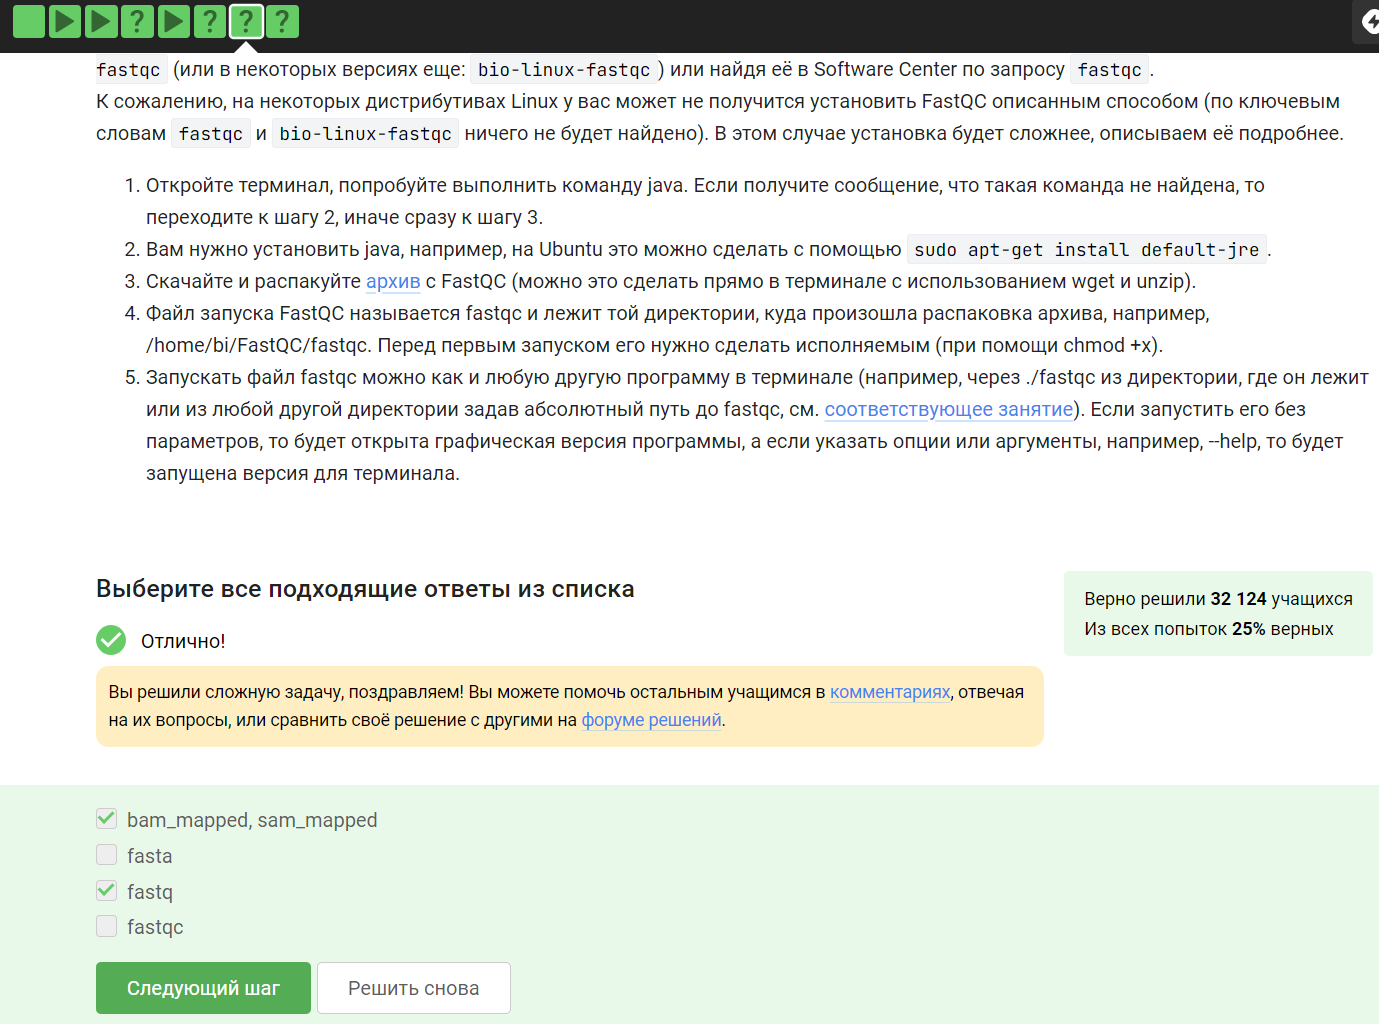 ? ? ? ?
fastqc (или в некоторых версиях еще: bio-linux-fastqc ) или найдя её в Software Center по запросу fastqc .
К сожалению, на некоторых дистрибутивах Linux у вас может не получится установить FastQC описанным способом (по ключевым
словам fastqc и bio-linux-fastqc ничего не будет найдено). В этом случае установка будет сложнее, описываем её подробнее.
1. Откройте терминал, попробуйте выполнить команду java. Если получите сообщение, что такая команда не найдена, то
переходите к шагу 2, иначе сразу к шагу 3.
2. Вам нужно установить java, например, на Ubuntu это можно сделать с помощью sudo apt-get install default-jre .
3. Скачайте и распакуйте архив с FastQC (можно это сделать прямо в терминале с использованием wget и unzip).
4. Файл запуска FastQC называется fastqc и лежит той директории, куда произошла распаковка архива, например,
/home/bi/FastQC/fastqc. Перед первым запуском его нужно сделать исполняемым (при помощи chmod +x).
5. Запускать файл fastqc можно как и любую другую программу в терминале (например, через ./fastqc из директории, где он лежит
или из любой другой директории задав абсолютный путь до fastqc, см. соответствующее занятие). Если запустить его без
параметров, то будет открыта графическая версия программы, а если указать опции или аргументы, например, --help, то будет
запущена версия для терминала.
Выберите все подходящие ответы из списка
Верно решили 32 124 учащихся
Из всех попыток 25% верных
Отлично!
Вы решили сложную задачу, поздравляем! Вы можете помочь остальным учащимся в комментариях, отвечая
на их вопросы, или сравнить своё решение с другими на форуме решений.
bam_mapped, sam_mapped
fasta
fastq
fastqc
Следующий шаг
Решить снова